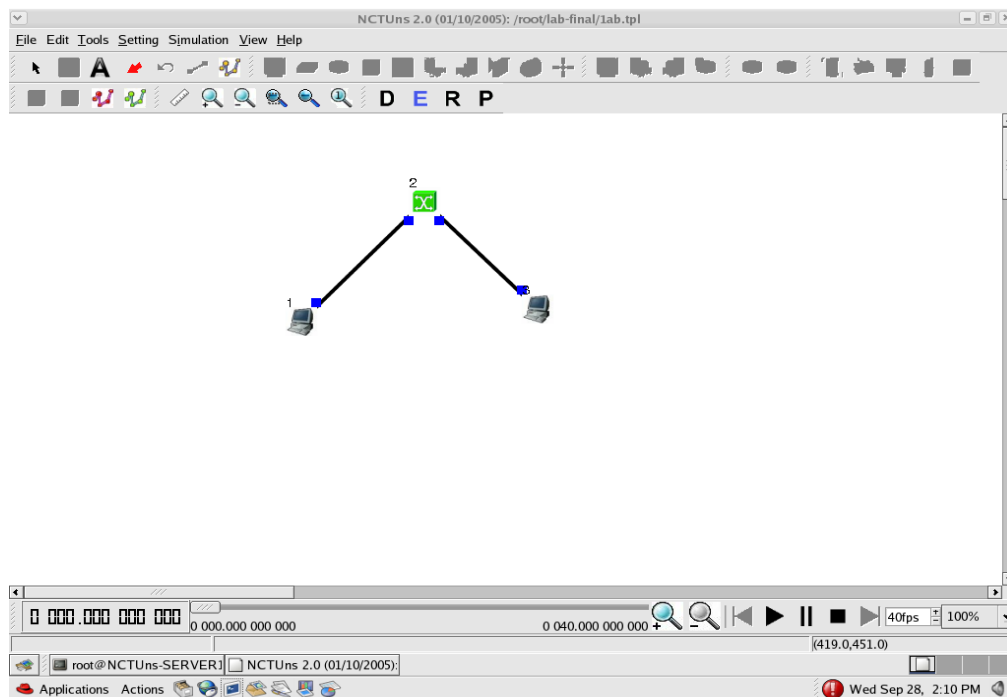 NCTUns 2.0 (01/10/2005): /root/lab-final/1ab.tpl
File Edit Tools Setting Simulation View Help
A
D E R P
2
1
3
0 000.000 000 000
0 000.000 000 000
0 040.000 000 000
40fps
100%
(419.0,451.0)
root@NCTUns-SERVER1
NCTUns 2.0 (01/10/2005):
Applications Actions
Wed Sep 28, 2:10 PM